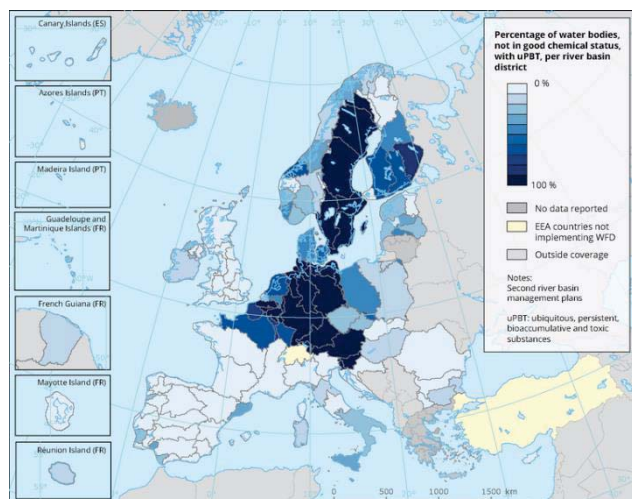 Canary Islands (ES)
Azores Islands (PT)
Madeira Island (PT)
Guadeloupe and
Martinique Islands (FR)
French Guiana (FR)
Mayotte Island (FR)
Réunion Island (FR)
Percentage of water bodies,
not in good chemical status,
with uPBT, per river basin
district
0 %
100 %
No data reported
EEA countries not
implementing WFD
Outside coverage
Notes:
Second river basin
management plans
uPBT: ubiquitous, persistent,
bioaccumulative and toxic
substances
0 500 1000 1500 km